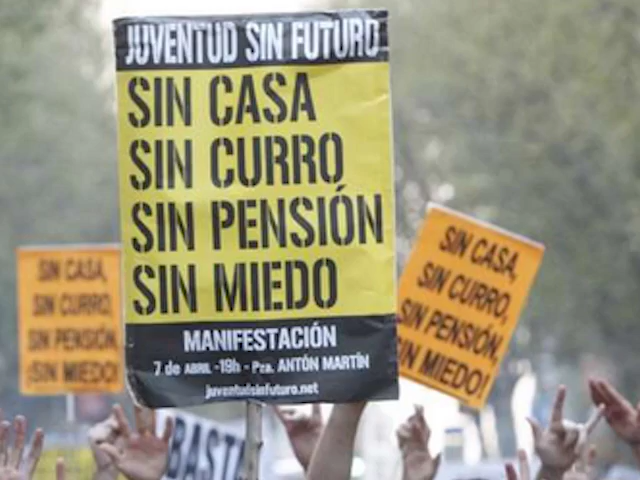 JUVENTUD SIN FUTURO
SIN CASA
SIN CURRO
SIN PENSIÓN
SIN MIEDO
MANIFESTACIÓN
7 de ABRIL - 19h - Pza. ANTÓN MARTÍN
juventudsinfuturo.net
SIN CASA,
SIN CURRO,
SIN PENSIÓN,
¡SIN MIEDO!
SIN CASA,
SIN CURRO,
SIN PENSIÓN,
¡SIN MIEDO!
BASTA